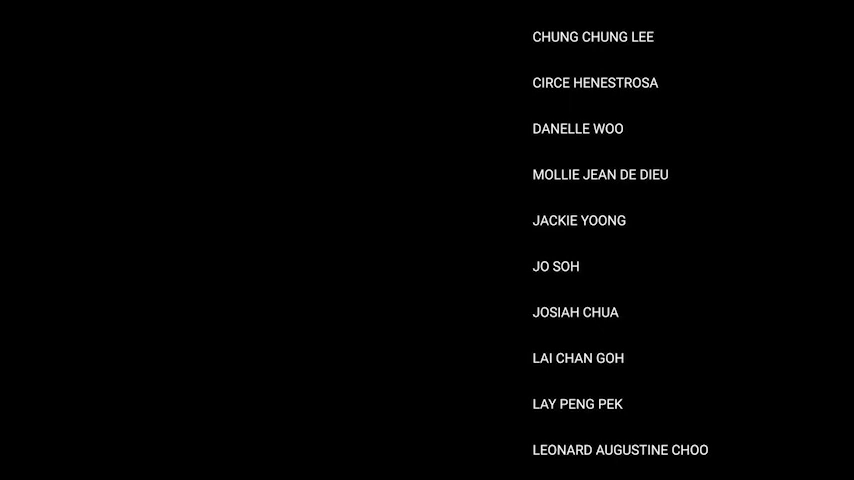 CHUNG CHUNG LEE
CIRCE HENESTROSA
DANELLE WOO
MOLLIE JEAN DE DIEU
JACKIE YOONG
JO SOH
JOSIAH CHUA
LAI CHAN GOH
LAY PENG PEK
LEONARD AUGUSTINE CHOO